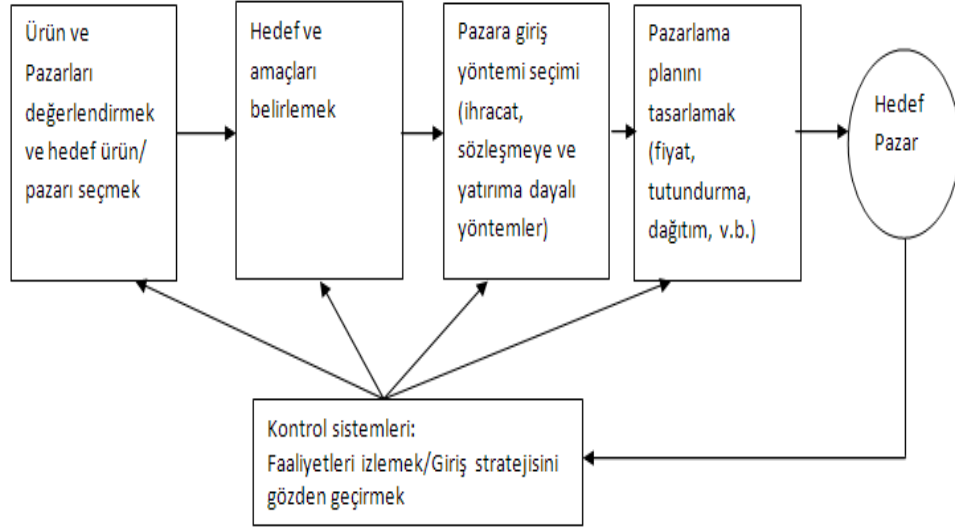 Ürün ve
Pazarları
değerlendirmek
ve hedef ürün/
pazarı seçmek
Hedef ve
amaçları
belirlemek
Pazara giriş
yöntemi seçimi
(ihracat,
sözleşmeye ve
yatırıma dayalı
yöntemler)
Pazarlama
planını
tasarlamak
(fiyat,
tutundurma,
dağıtım, v.b.)
Hedef
Pazar
Kontrol sistemleri:
Faaliyetleri izlemek/Giriş stratejisini
gözden geçirmek